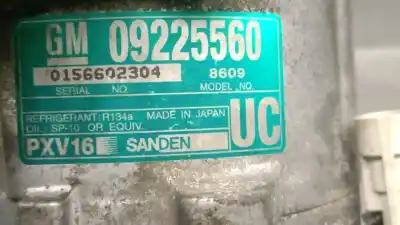 GM 09225560
0156602304 8609
SERIAL NO. MODEL NO.
REFRIGERANT:R134a MADE IN JAPAN
OIL: SP-10 OR EQUIV. UC
PXV16 SANDEN